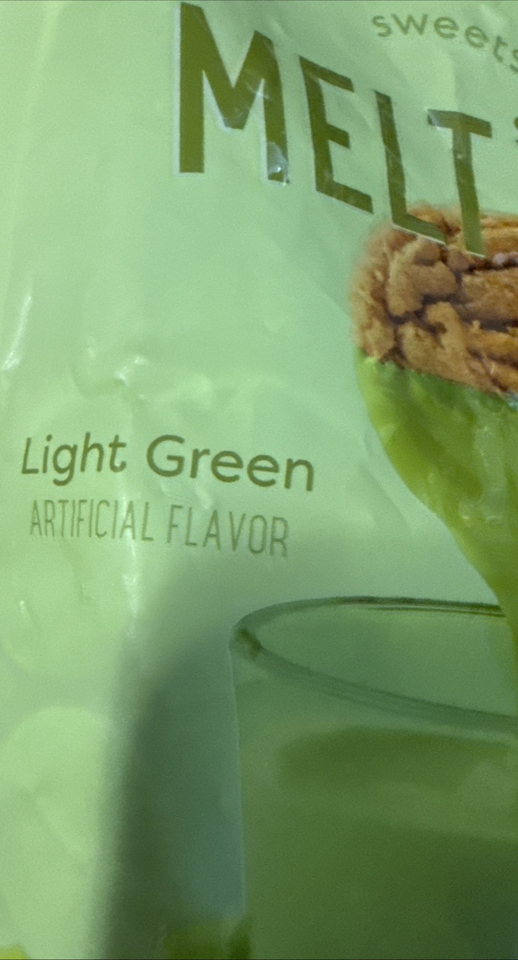 sweets
MELT
Light Green
ARTIFICIAL FLAVOR